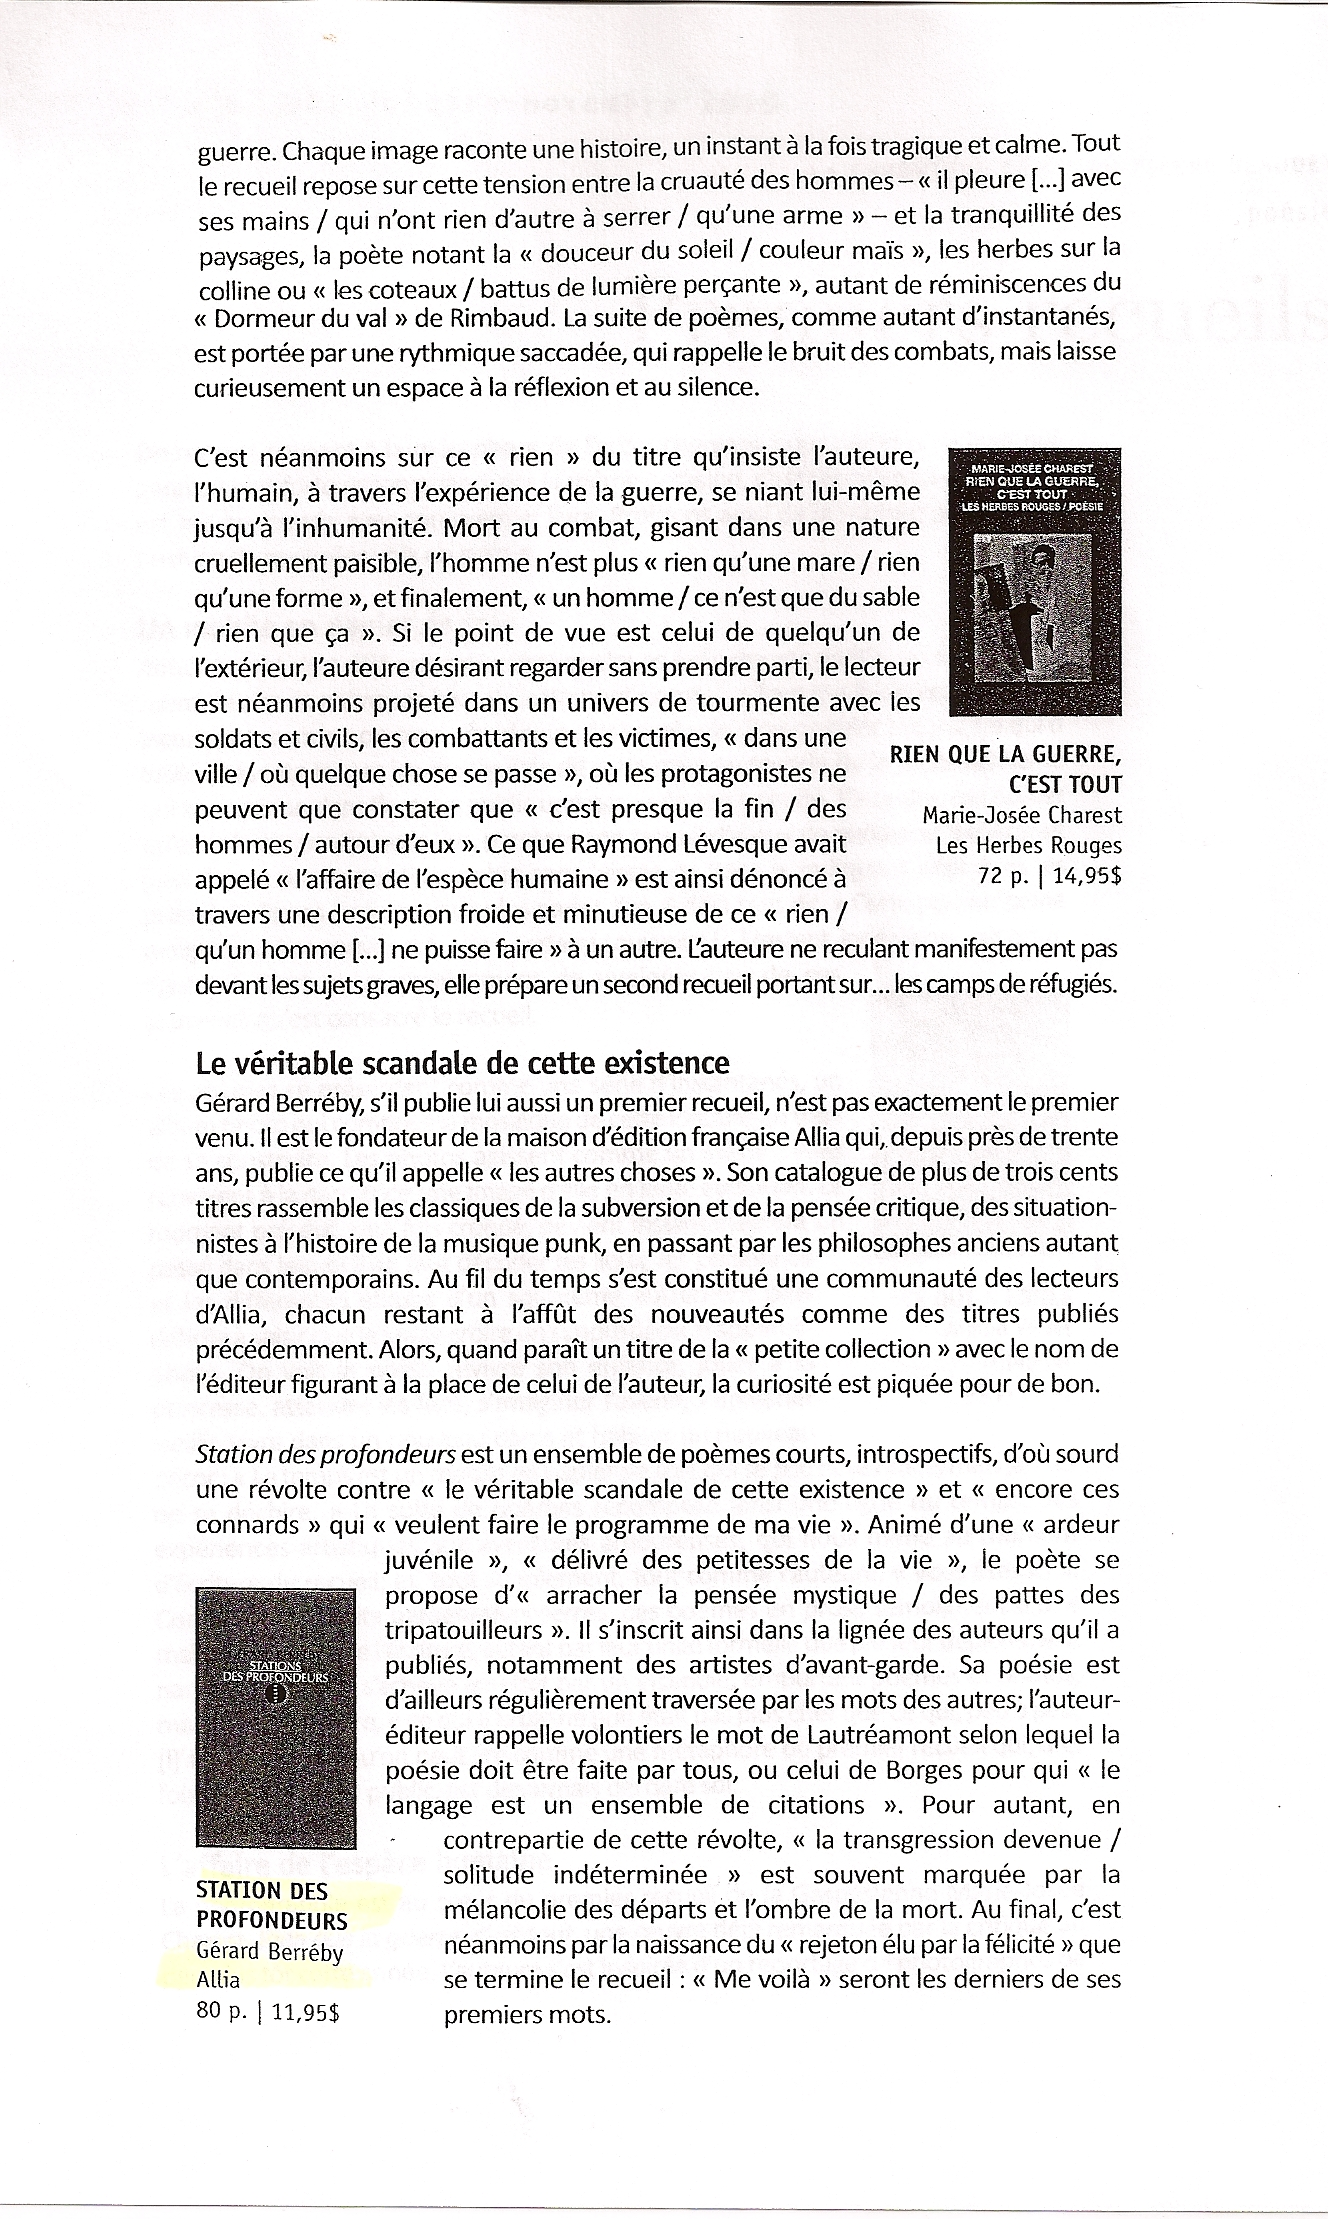 guerre. Chaque image raconte une histoire, un instant à la fois tragique et calme. Tout
le recueil repose sur cette tension entre la cruauté des hommes – « il pleure [...] avec
ses mains / qui n’ont rien d’autre à serrer / qu’une arme » – et la tranquillité des
paysages, la poète notant la « douceur du soleil / couleur maïs », les herbes sur la
colline ou « les coteaux / battus de lumière perçante », autant de réminiscences du
« Dormeur du val » de Rimbaud. La suite de poèmes, comme autant d’instantanés,
est portée par une rythmique saccadée, qui rappelle le bruit des combats, mais laisse
curieusement un espace à la réflexion et au silence.
C’est néanmoins sur ce « rien » du titre qu’insiste l’auteure,
l’humain, à travers l’expérience de la guerre, se niant lui-même
jusqu’à l’inhumanité. Mort au combat, gisant dans une nature
cruellement paisible, l’homme n’est plus « rien qu’une mare / rien
qu’une forme », et finalement, « un homme / ce n’est que du sable
/ rien que ça ». Si le point de vue est celui de quelqu’un de
l’extérieur, l’auteure désirant regarder sans prendre parti, le lecteur
est néanmoins projeté dans un univers de tourmente avec les
soldats et civils, les combattants et les victimes, « dans une
ville / où quelque chose se passe », où les protagonistes ne
peuvent que constater que « c’est presque la fin / des
hommes / autour d’eux ». Ce que Raymond Lévesque avait
appelé « l’affaire de l’espèce humaine » est ainsi dénoncé à
travers une description froide et minutieuse de ce « rien /
qu’un homme [...] ne puisse faire » à un autre. L’auteure ne reculant manifestement pas
devant les sujets graves, elle prépare un second recueil portant sur... les camps de réfugiés.
MARIE-JOSÉE CHAREST
RIEN QUE LA GUERRE,
C'EST TOUT
LES HERBES ROUGES / POÉSIE
RIEN QUE LA GUERRE,
C’EST TOUT
Marie-Josée Charest
Les Herbes Rouges
72 p. | 14,95$
Le véritable scandale de cette existence
Gérard Berréby, s’il publie lui aussi un premier recueil, n’est pas exactement le premier
venu. Il est le fondateur de la maison d’édition française Allia qui, depuis près de trente
ans, publie ce qu’il appelle « les autres choses ». Son catalogue de plus de trois cents
titres rassemble les classiques de la subversion et de la pensée critique, des situation-
nistes à l’histoire de la musique punk, en passant par les philosophes anciens autant
que contemporains. Au fil du temps s’est constitué une communauté des lecteurs
d’Allia, chacun restant à l’affût des nouveautés comme des titres publiés
précédemment. Alors, quand paraît un titre de la « petite collection » avec le nom de
l’éditeur figurant à la place de celui de l’auteur, la curiosité est piquée pour de bon.
Station des profondeurs est un ensemble de poèmes courts, introspectifs, d’où sourd
une révolte contre « le véritable scandale de cette existence » et « encore ces
connards » qui « veulent faire le programme de ma vie ». Animé d’une « ardeur
juvénile », « délivré des petitesses de la vie », le poète se
propose d’« arracher la pensée mystique / des pattes des
tripatouilleurs ». Il s’inscrit ainsi dans la lignée des auteurs qu’il a
publiés, notamment des artistes d’avant-garde. Sa poésie est
d’ailleurs régulièrement traversée par les mots des autres; l’auteur-
éditeur rappelle volontiers le mot de Lautréamont selon lequel la
poésie doit être faite par tous, ou celui de Borges pour qui « le
langage est un ensemble de citations ». Pour autant, en
contrepartie de cette révolte, « la transgression devenue /
solitude indéterminée » est souvent marquée par la
mélancolie des départs et l’ombre de la mort. Au final, c’est
néanmoins par la naissance du « rejeton élu par la félicité » que
se termine le recueil : « Me voilà » seront les derniers de ses
premiers mots.
STATIONS
DES PROFONDEURS
STATION DES
PROFONDEURS
Gérard Berréby
Allia
80 p. | 11,95$